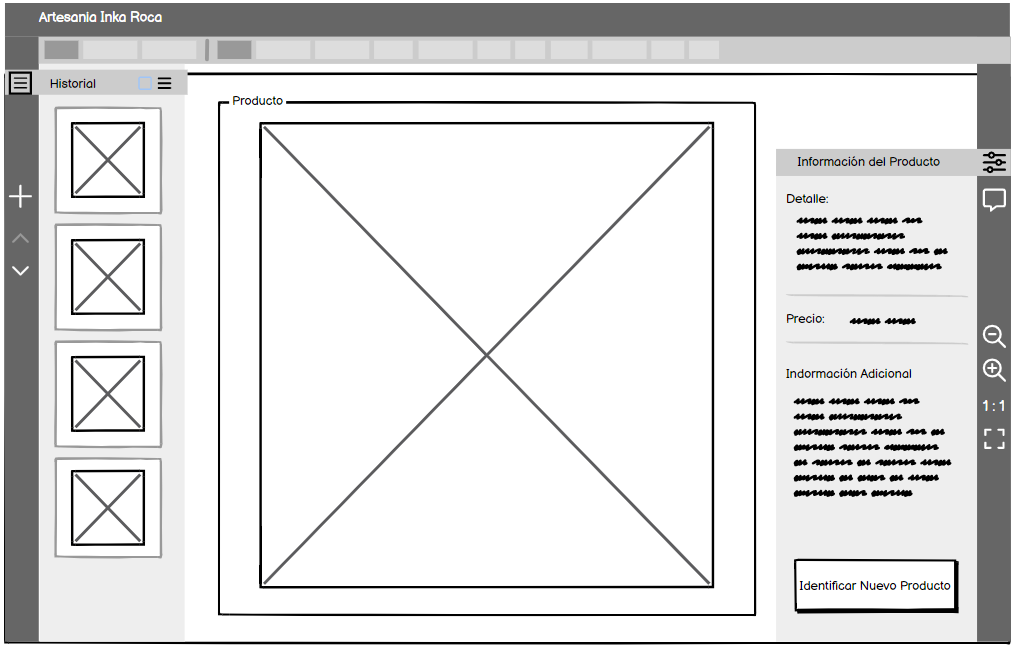 Artesania Inka Roca
Historial
Producto
Información del Producto
Detalle:
Precio:
Indormación Adicional
1:1
Identificar Nuevo Producto